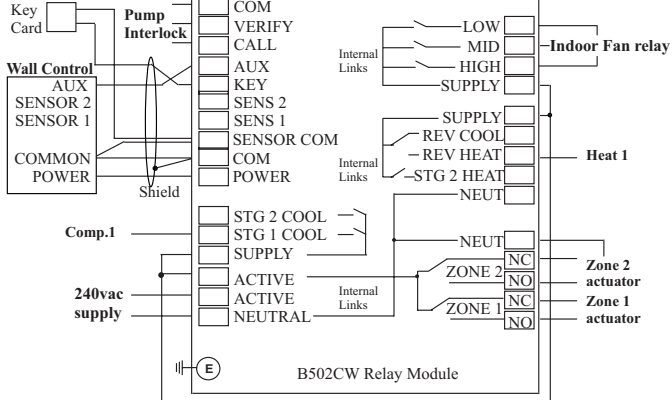 Key
Card
Pump
Interlock
Wall Control
AUX
SENSOR 2
SENSOR 1
COMMON
POWER
Shield
COM
VERIFY
CALL
AUX
KEY
SENS 2
SENS 1
SENSOR COM
COM
POWER
Comp.1
240vac
supply
STG 2 COOL
STG 1 COOL
SUPPLY
ACTIVE
ACTIVE
NEUTRAL
Internal
Links
LOW
MID
HIGH
SUPPLY
Indoor Fan relay
Internal
Links
SUPPLY
REV COOL
REV HEAT
STG 2 HEAT
NEUT
Heat 1
Internal
Links
NEUT
ZONE 2
NC
NO
ZONE 1
NC
NO
Zone 2
actuator
Zone 1
actuator
E
B502CW Relay Module